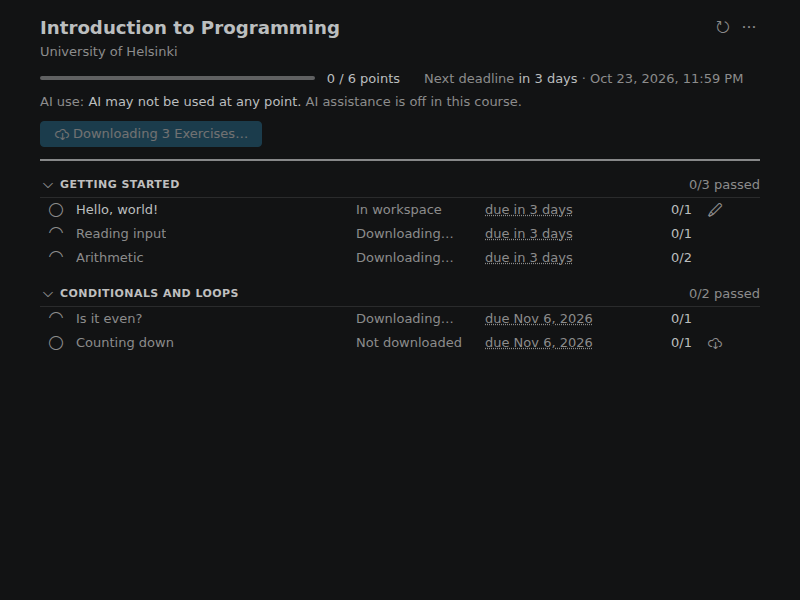 Introduction to Programming
University of Helsinki
0 / 6 points Next deadline in 3 days · Oct 23, 2026, 11:59 PM
AI use: AI may not be used at any point. AI assistance is off in this course.
Downloading 3 Exercises...
GETTING STARTED 0/3 passed
Hello, world! In workspace due in 3 days 0/1
Reading input Downloading... due in 3 days 0/1
Arithmetic Downloading... due in 3 days 0/2
CONDITIONALS AND LOOPS 0/2 passed
Is it even? Downloading... due Nov 6, 2026 0/1
Counting down Not downloaded due Nov 6, 2026 0/1